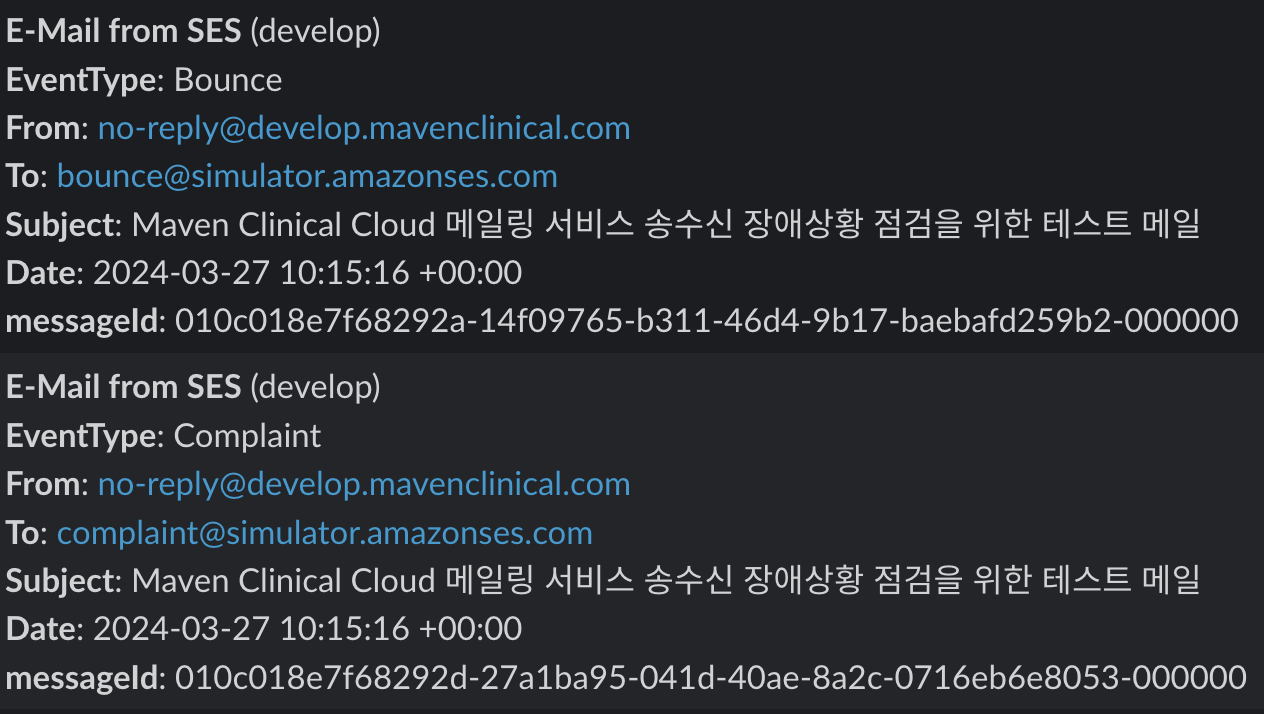 E-Mail from SES (develop)
EventType: Bounce
From: no-reply@develop.mavenclinical.com
To: bounce@simulator.amazonses.com
Subject: Maven Clinical Cloud 메일링 서비스 송수신 장애상황 점검을 위한 테스트 메일
Date: 2024-03-27 10:15:16 +00:00
messageId: 010c018e7f68292a-14f09765-b311-46d4-9b17-baebafd259b2-000000
E-Mail from SES (develop)
EventType: Complaint
From: no-reply@develop.mavenclinical.com
To: complaint@simulator.amazonses.com
Subject: Maven Clinical Cloud 메일링 서비스 송수신 장애상황 점검을 위한 테스트 메일
Date: 2024-03-27 10:15:16 +00:00
messageId: 010c018e7f68292d-27a1ba95-041d-40ae-8a2c-0716eb6e8053-000000